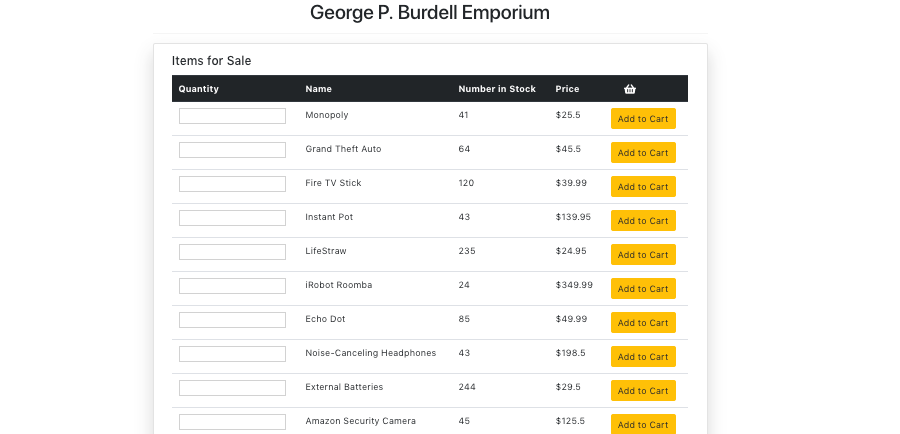 George P. Burdell Emporium
Items for Sale
Quantity Name Number in Stock Price
Monopoly 41 $25.5 Add to Cart
Grand Theft Auto 64 $45.5 Add to Cart
Fire TV Stick 120 $39.99 Add to Cart
Instant Pot 43 $139.95 Add to Cart
LifeStraw 235 $24.95 Add to Cart
iRobot Roomba 24 $349.99 Add to Cart
Echo Dot 85 $49.99 Add to Cart
Noise-Canceling Headphones 43 $198.5 Add to Cart
External Batteries 244 $29.5 Add to Cart
Amazon Security Camera 45 $125.5 Add to Cart